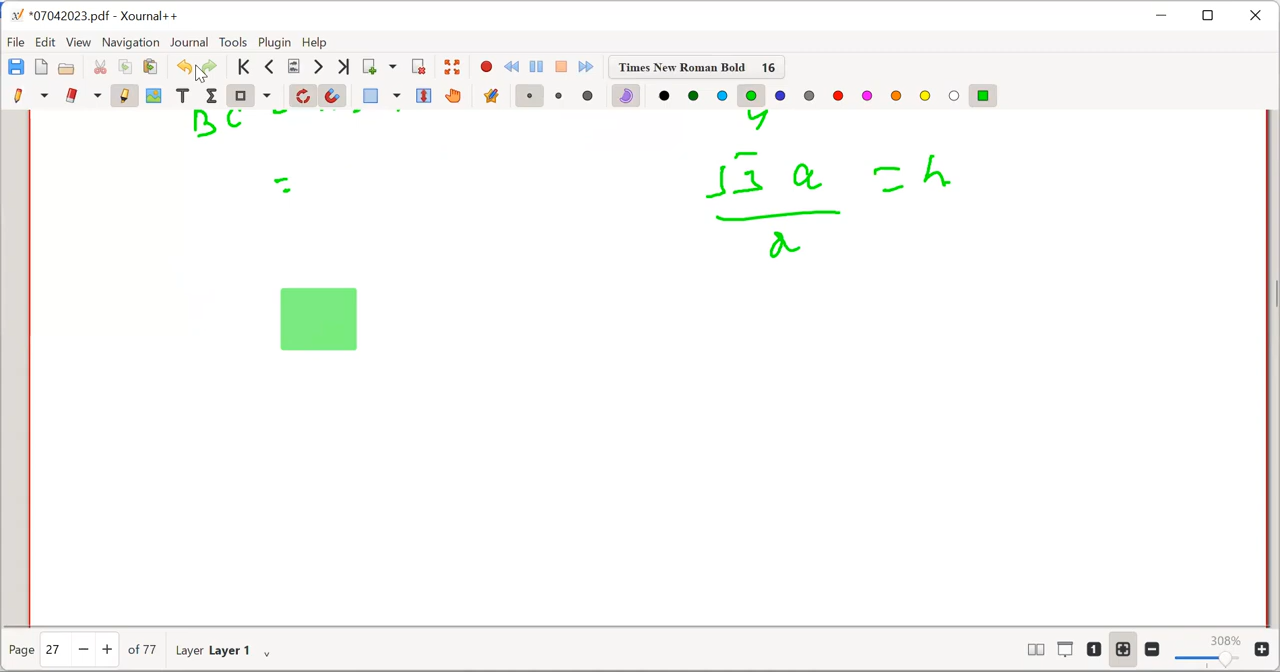 *07042023.pdf - Xournal++
File Edit View Navigation Journal Tools Plugin Help
Times New Roman Bold 16
BC
=
√3 a = h
2
Page 27 of 77 Layer Layer 1
308%